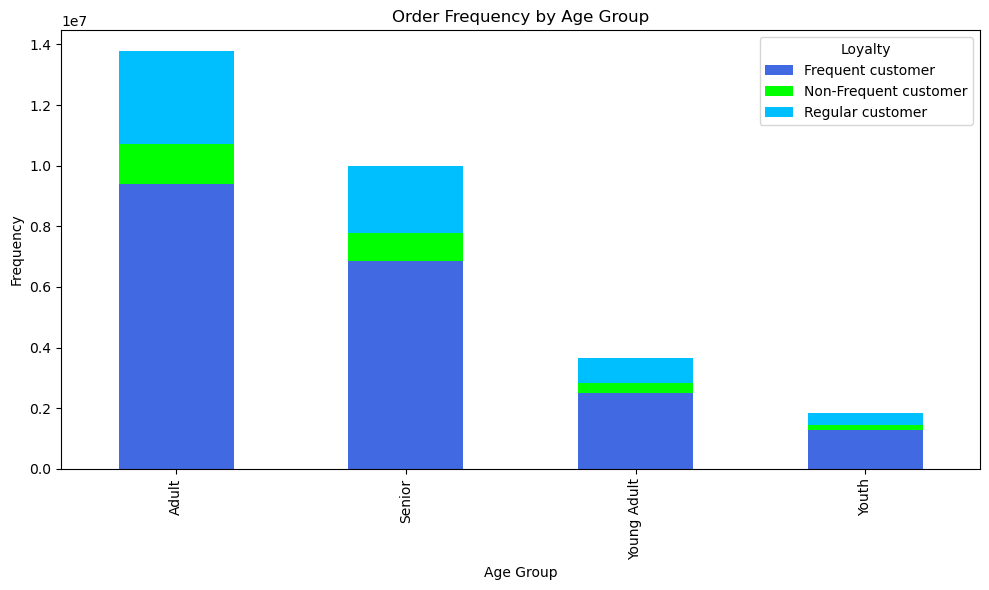 Order Frequency by Age Group
1e7
1.4
1.2
1.0
0.8
0.6
0.4
0.2
0.0
Frequency
Loyalty
Frequent customer
Non-Frequent customer
Regular customer
Adult
Senior
Young Adult
Youth
Age Group